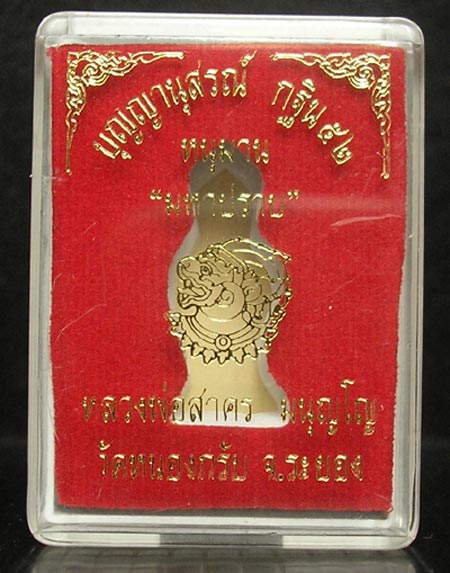 บุญญานุสรณ์ กฐิน๕๒
หนุมาน
“มหาปราบ”
หลวงพ่อสาคร มนุญโญ
วัดหนองกรับ จ.ระยอง